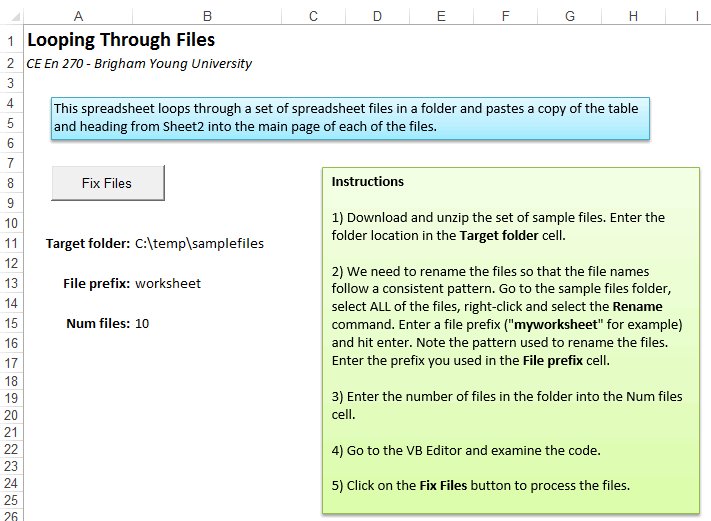 A B C D E F G H I
1 Looping Through Files
2 CE En 270 - Brigham Young University
3
4 This spreadsheet loops through a set of spreadsheet files in a folder and pastes a copy of the table
5 and heading from Sheet2 into the main page of each of the files.
6
7
8 Fix Files
9
10
11 Target folder: C:\temp\samplefiles
12
13 File prefix: worksheet
14
15 Num files: 10
16
17
18
19
20
21
22
23
24
25
26
Instructions
1) Download and unzip the set of sample files. Enter the
folder location in the Target folder cell.
2) We need to rename the files so that the file names
follow a consistent pattern. Go to the sample files folder,
select ALL of the files, right-click and select the Rename
command. Enter a file prefix ("myworksheet" for example)
and hit enter. Note the pattern used to rename the files.
Enter the prefix you used in the File prefix cell.
3) Enter the number of files in the folder into the Num files
cell.
4) Go to the VB Editor and examine the code.
5) Click on the Fix Files button to process the files.